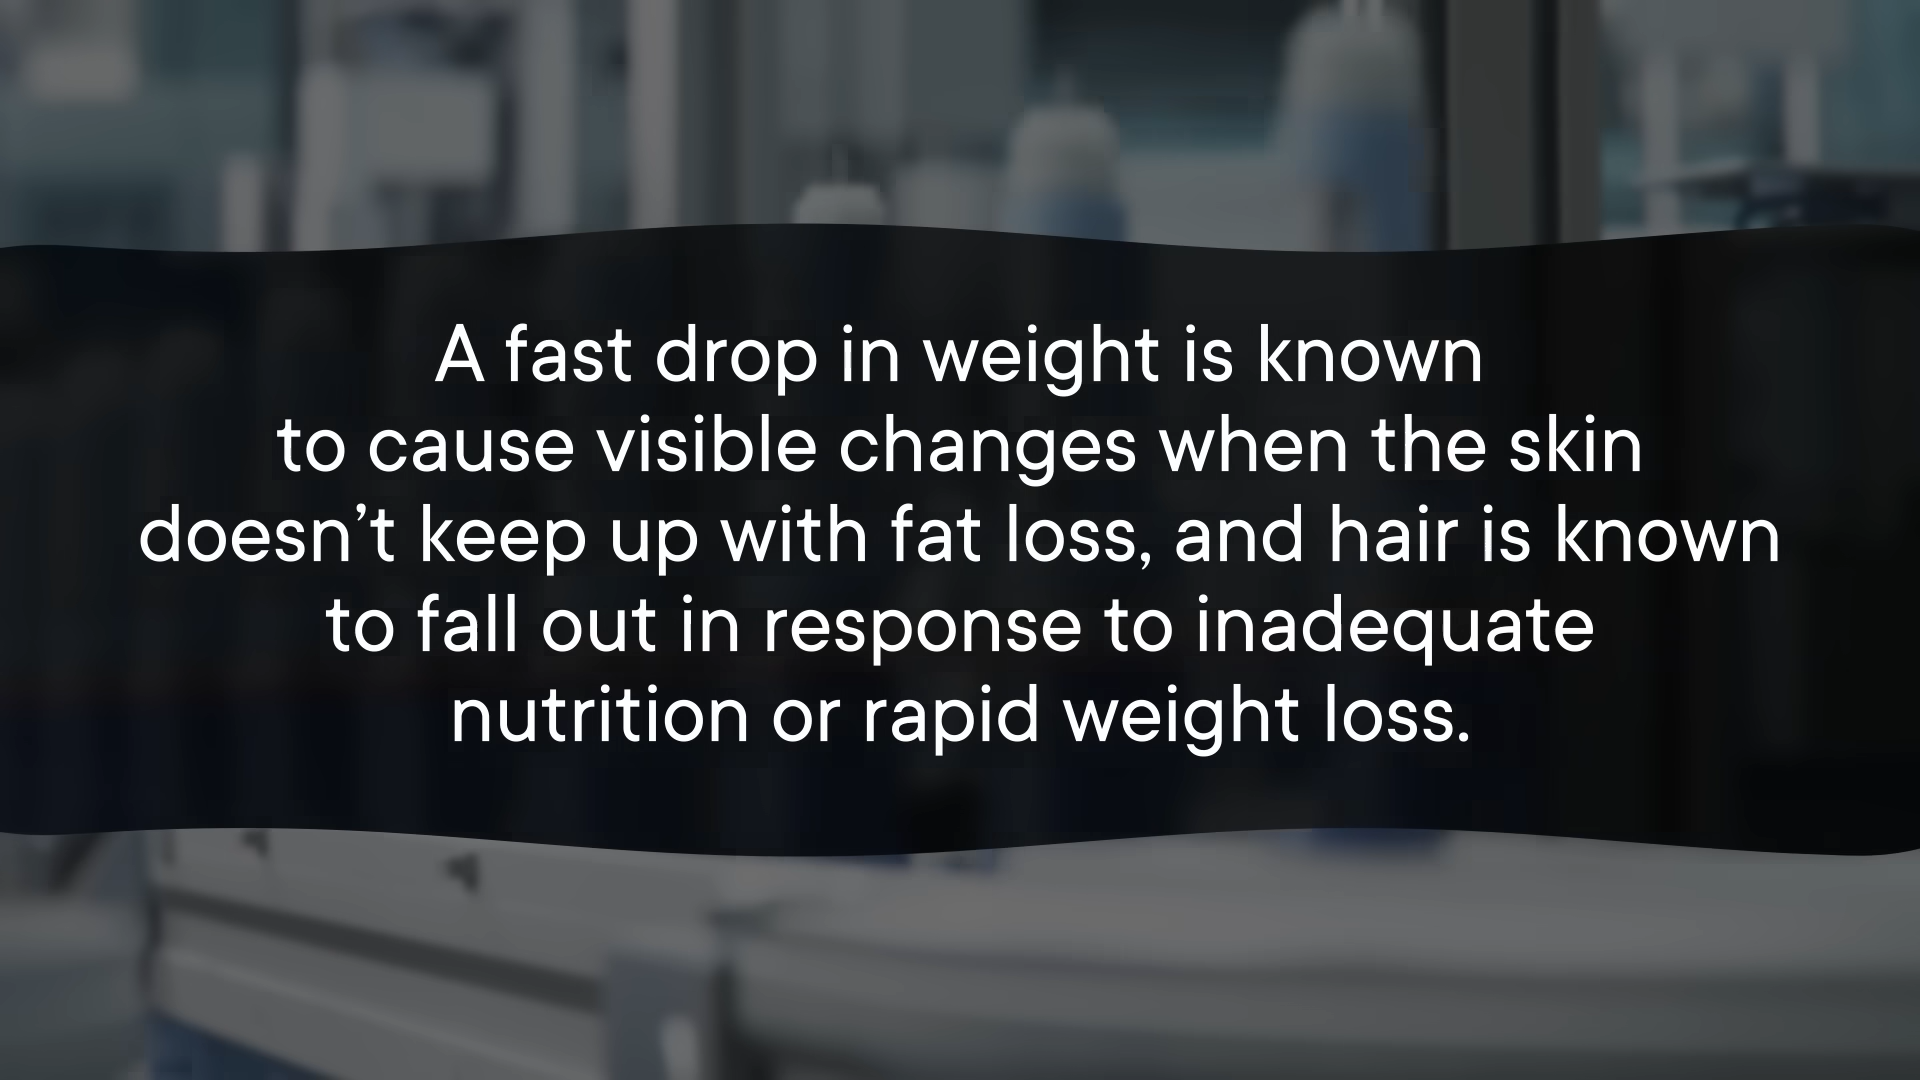 A fast drop in weight is known
to cause visible changes when the skin
doesn’t keep up with fat loss, and hair is known
to fall out in response to inadequate
nutrition or rapid weight loss.